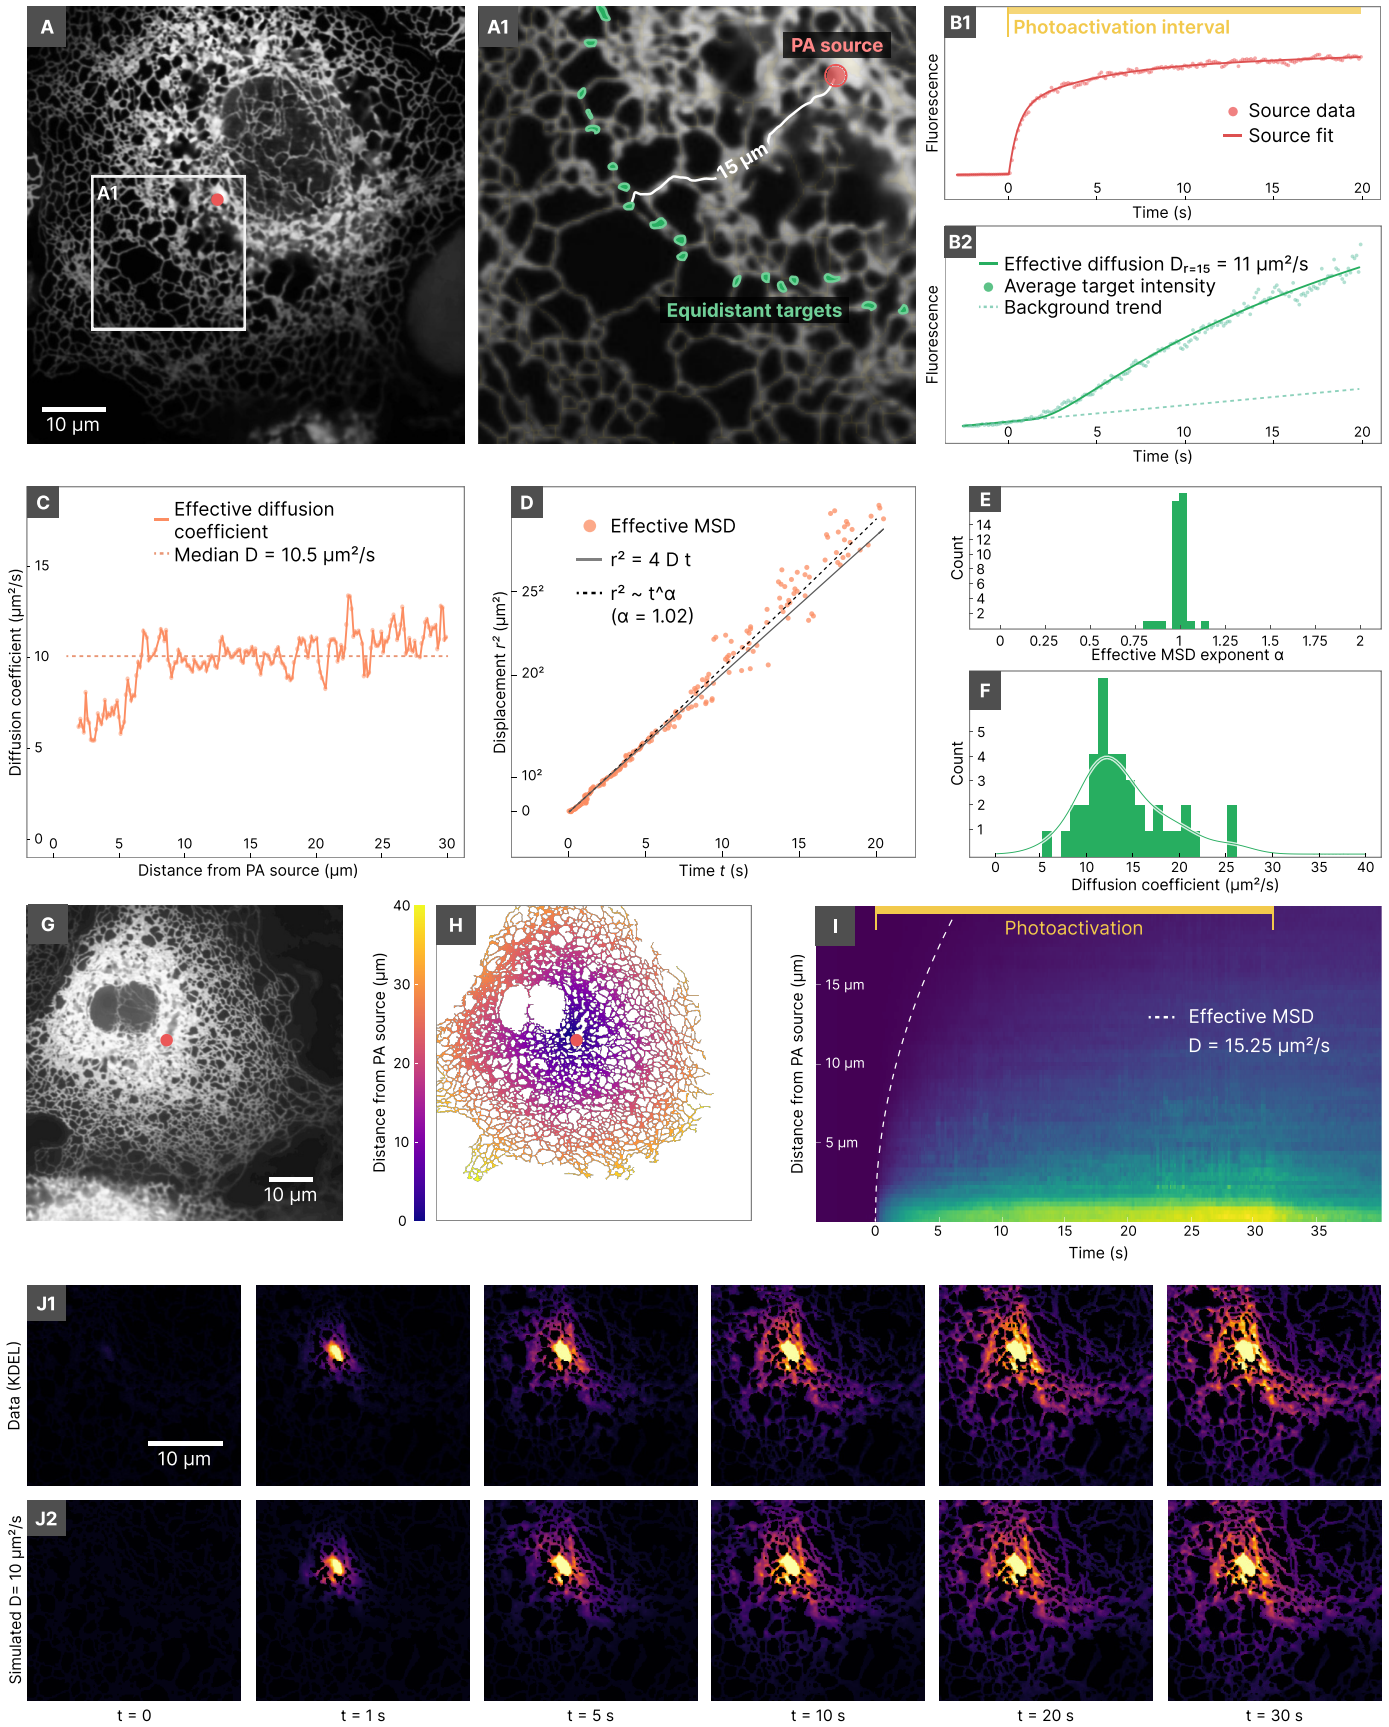 A
A1
10 µm
A1
PA source
15 µm
Equidistant targets
B1
Photoactivation interval
Fluorescence
Source data
Source fit
0 5 10 15 20
Time (s)
B2
Effective diffusion Dᵣ₌₁₅ = 11 µm²/s
Average target intensity
Background trend
Fluorescence
0 5 10 15 20
Time (s)
C
Effective diffusion
coefficient
Median D = 10.5 µm²/s
Diffusion coefficient (µm²/s)
15
10
5
0
0 5 10 15 20 25 30
Distance from PA source (µm)
D
Effective MSD
r² = 4 D t
r² ~ t^α
(α = 1.02)
Displacement r² (µm²)
25²
20²
10²
0
0 5 10 15 20
Time t (s)
E
Count
14
12
10
8
6
4
2
0 0.25 0.5 0.75 1 1.25 1.5 1.75 2
Effective MSD exponent α
F
Count
5
4
3
2
1
0 5 10 15 20 25 30 40
Diffusion coefficient (µm²/s)
G
10 µm
Distance from PA source (µm)
40
30
20
10
0
H
I
Photoactivation
Distance from PA source (µm)
15 µm
10 µm
5 µm
Effective MSD
D = 15.25 µm²/s
0 5 10 15 20 25 30 35
Time (s)
J1
Data (KDEL)
10 µm
J2
Simulated D= 10 µm²/s
t = 0 t = 1 s t = 5 s t = 10 s t = 20 s t = 30 s